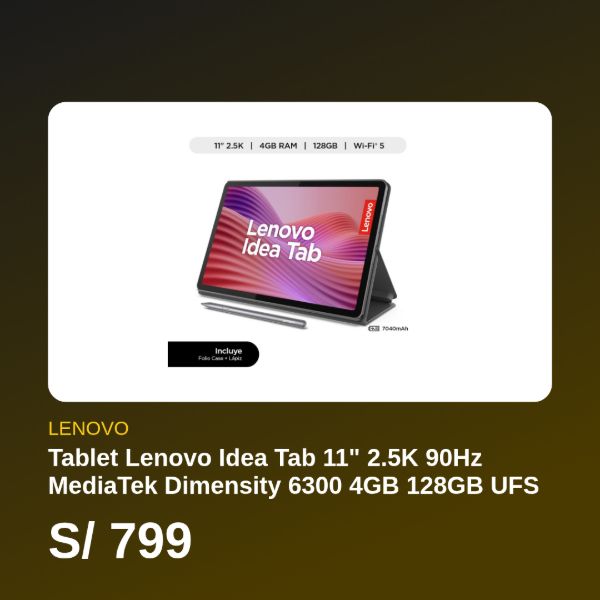 11" 2.5K | 4GB RAM | 128GB | Wi-Fi® 5
Lenovo
Lenovo
Idea Tab
7040mAh
Incluye
Folio Case + Lápiz
LENOVO
Tablet Lenovo Idea Tab 11" 2.5K 90Hz
MediaTek Dimensity 6300 4GB 128GB UFS
S/ 799